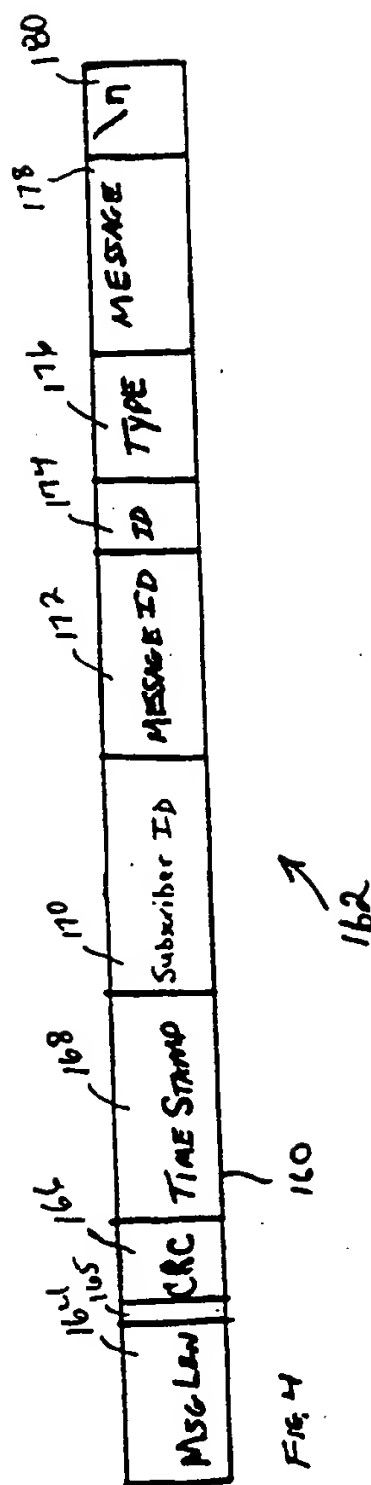 164 165 166 168 170 172 174 176 178 180
MSG LEN CRC TIME STAMP Subscriber ID MESSAGE ID ID TYPE MESSAGE \n
160
162
FIG. 4